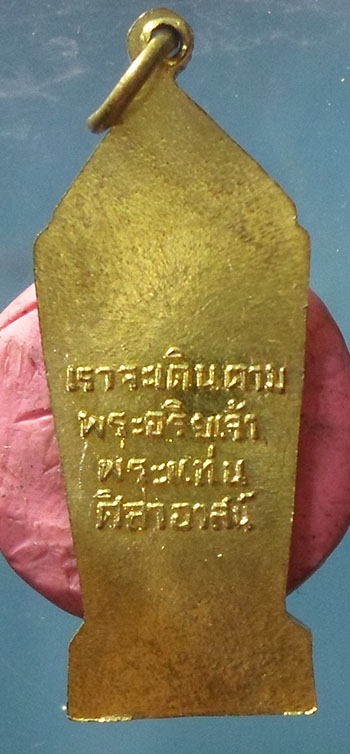 เราจะเดินตาม
พระอริยเจ้า
พระแท่น
ศิลาอาสน์